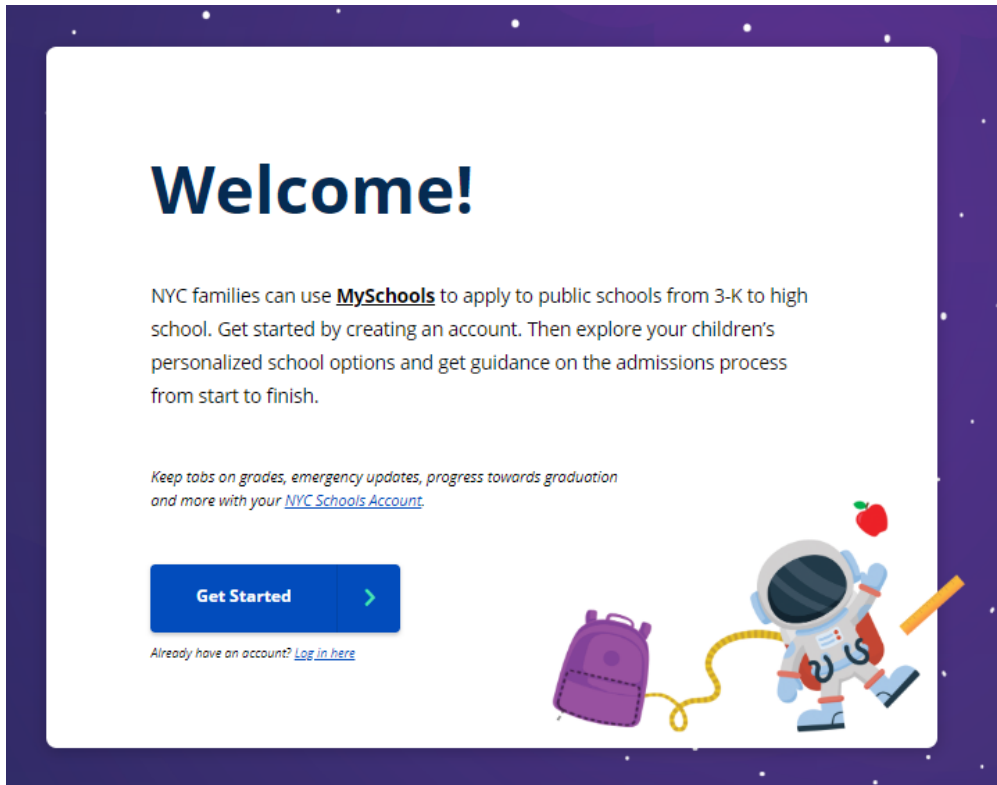 Welcome!
NYC families can use MySchools to apply to public schools from 3-K to high
school. Get started by creating an account. Then explore your children’s
personalized school options and get guidance on the admissions process
from start to finish.
Keep tabs on grades, emergency updates, progress towards graduation
and more with your NYC Schools Account.
Get Started
Already have an account? Log in here